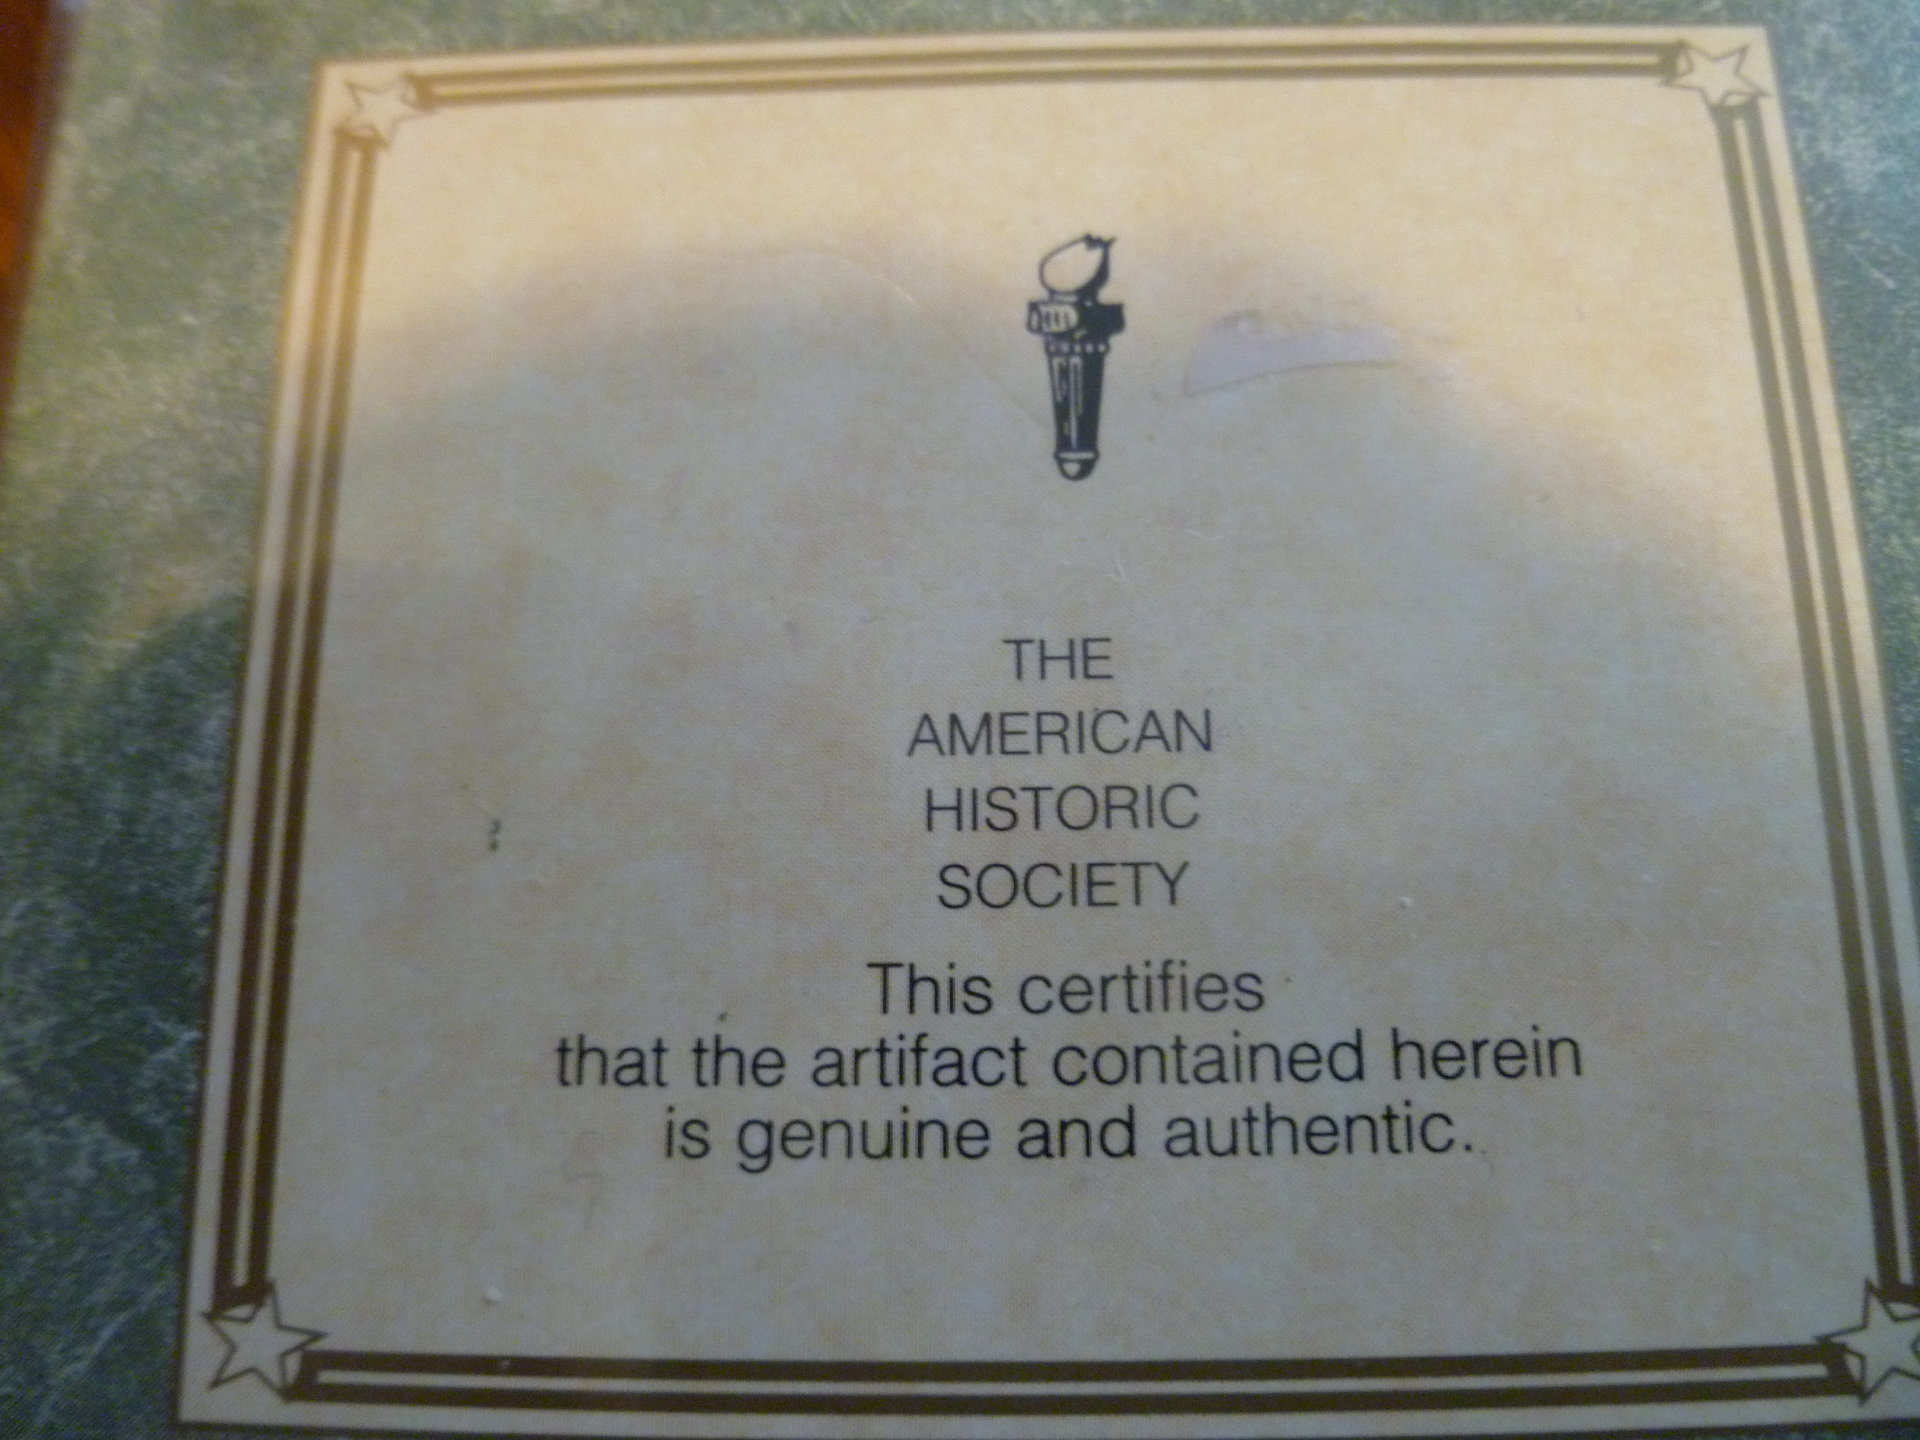 THE
AMERICAN
HISTORIC
SOCIETY
This certifies
that the artifact contained herein
is genuine and authentic.